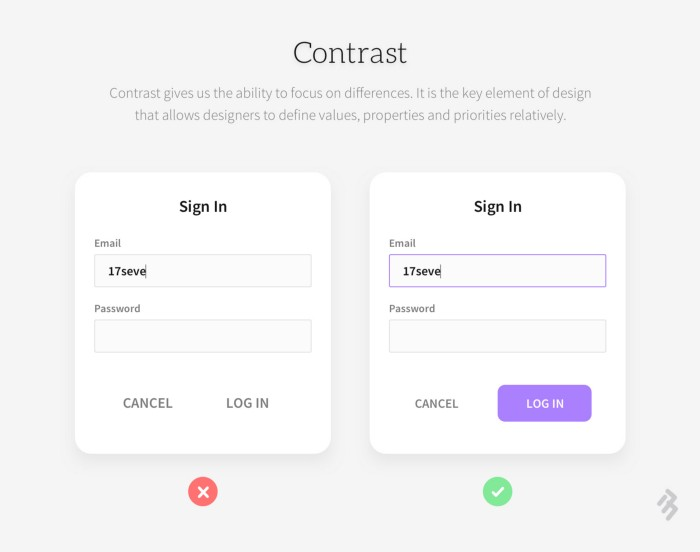 Contrast
Contrast gives us the ability to focus on differences. It is the key element of design
that allows designers to define values, properties and priorities relatively.
Sign In
Email
17seve
Password
CANCEL LOG IN
Sign In
Email
17seve
Password
CANCEL LOG IN